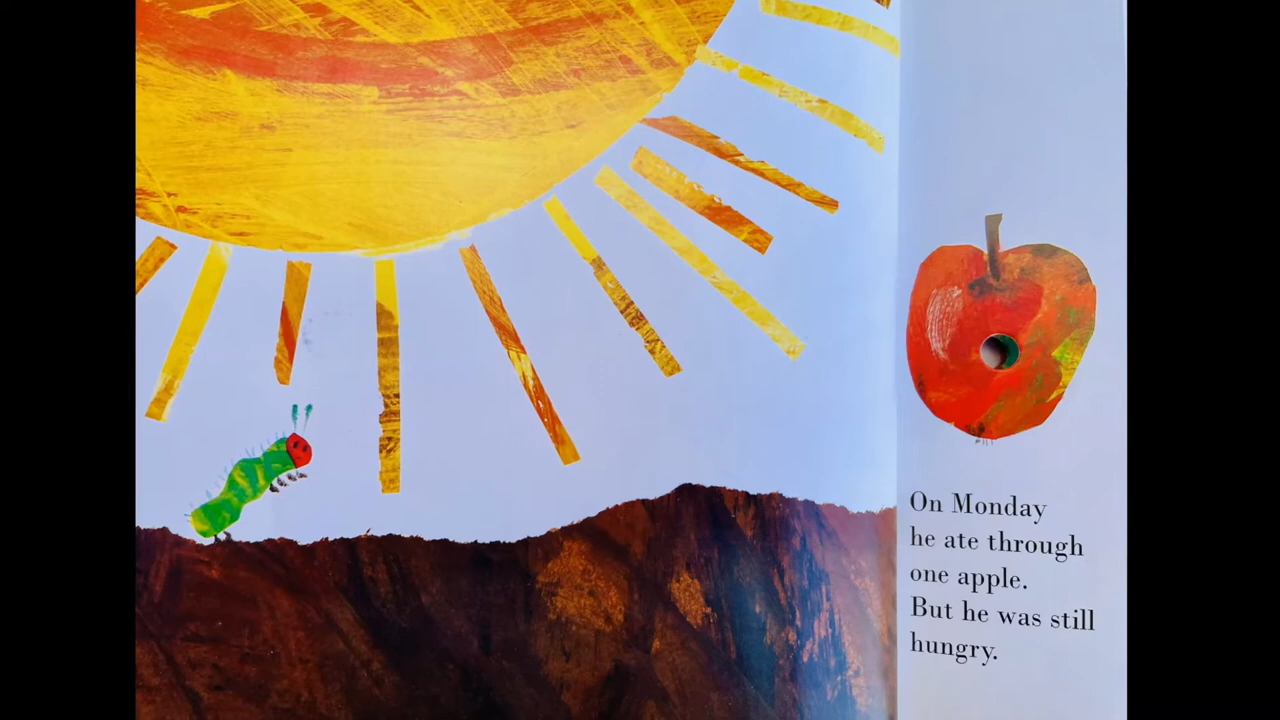 On Monday
he ate through
one apple.
But he was still
hungry.